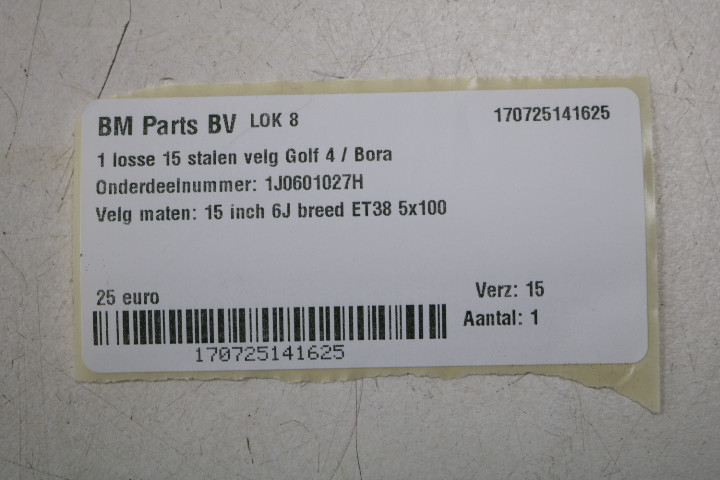 BM Parts BV LOK 8 170725141625
1 losse 15 stalen velg Golf 4 / Bora
Onderdeelnummer: 1J0601027H
Velg maten: 15 inch 6J breed ET38 5x100
25 euro Verz: 15
Aantal: 1
170725141625